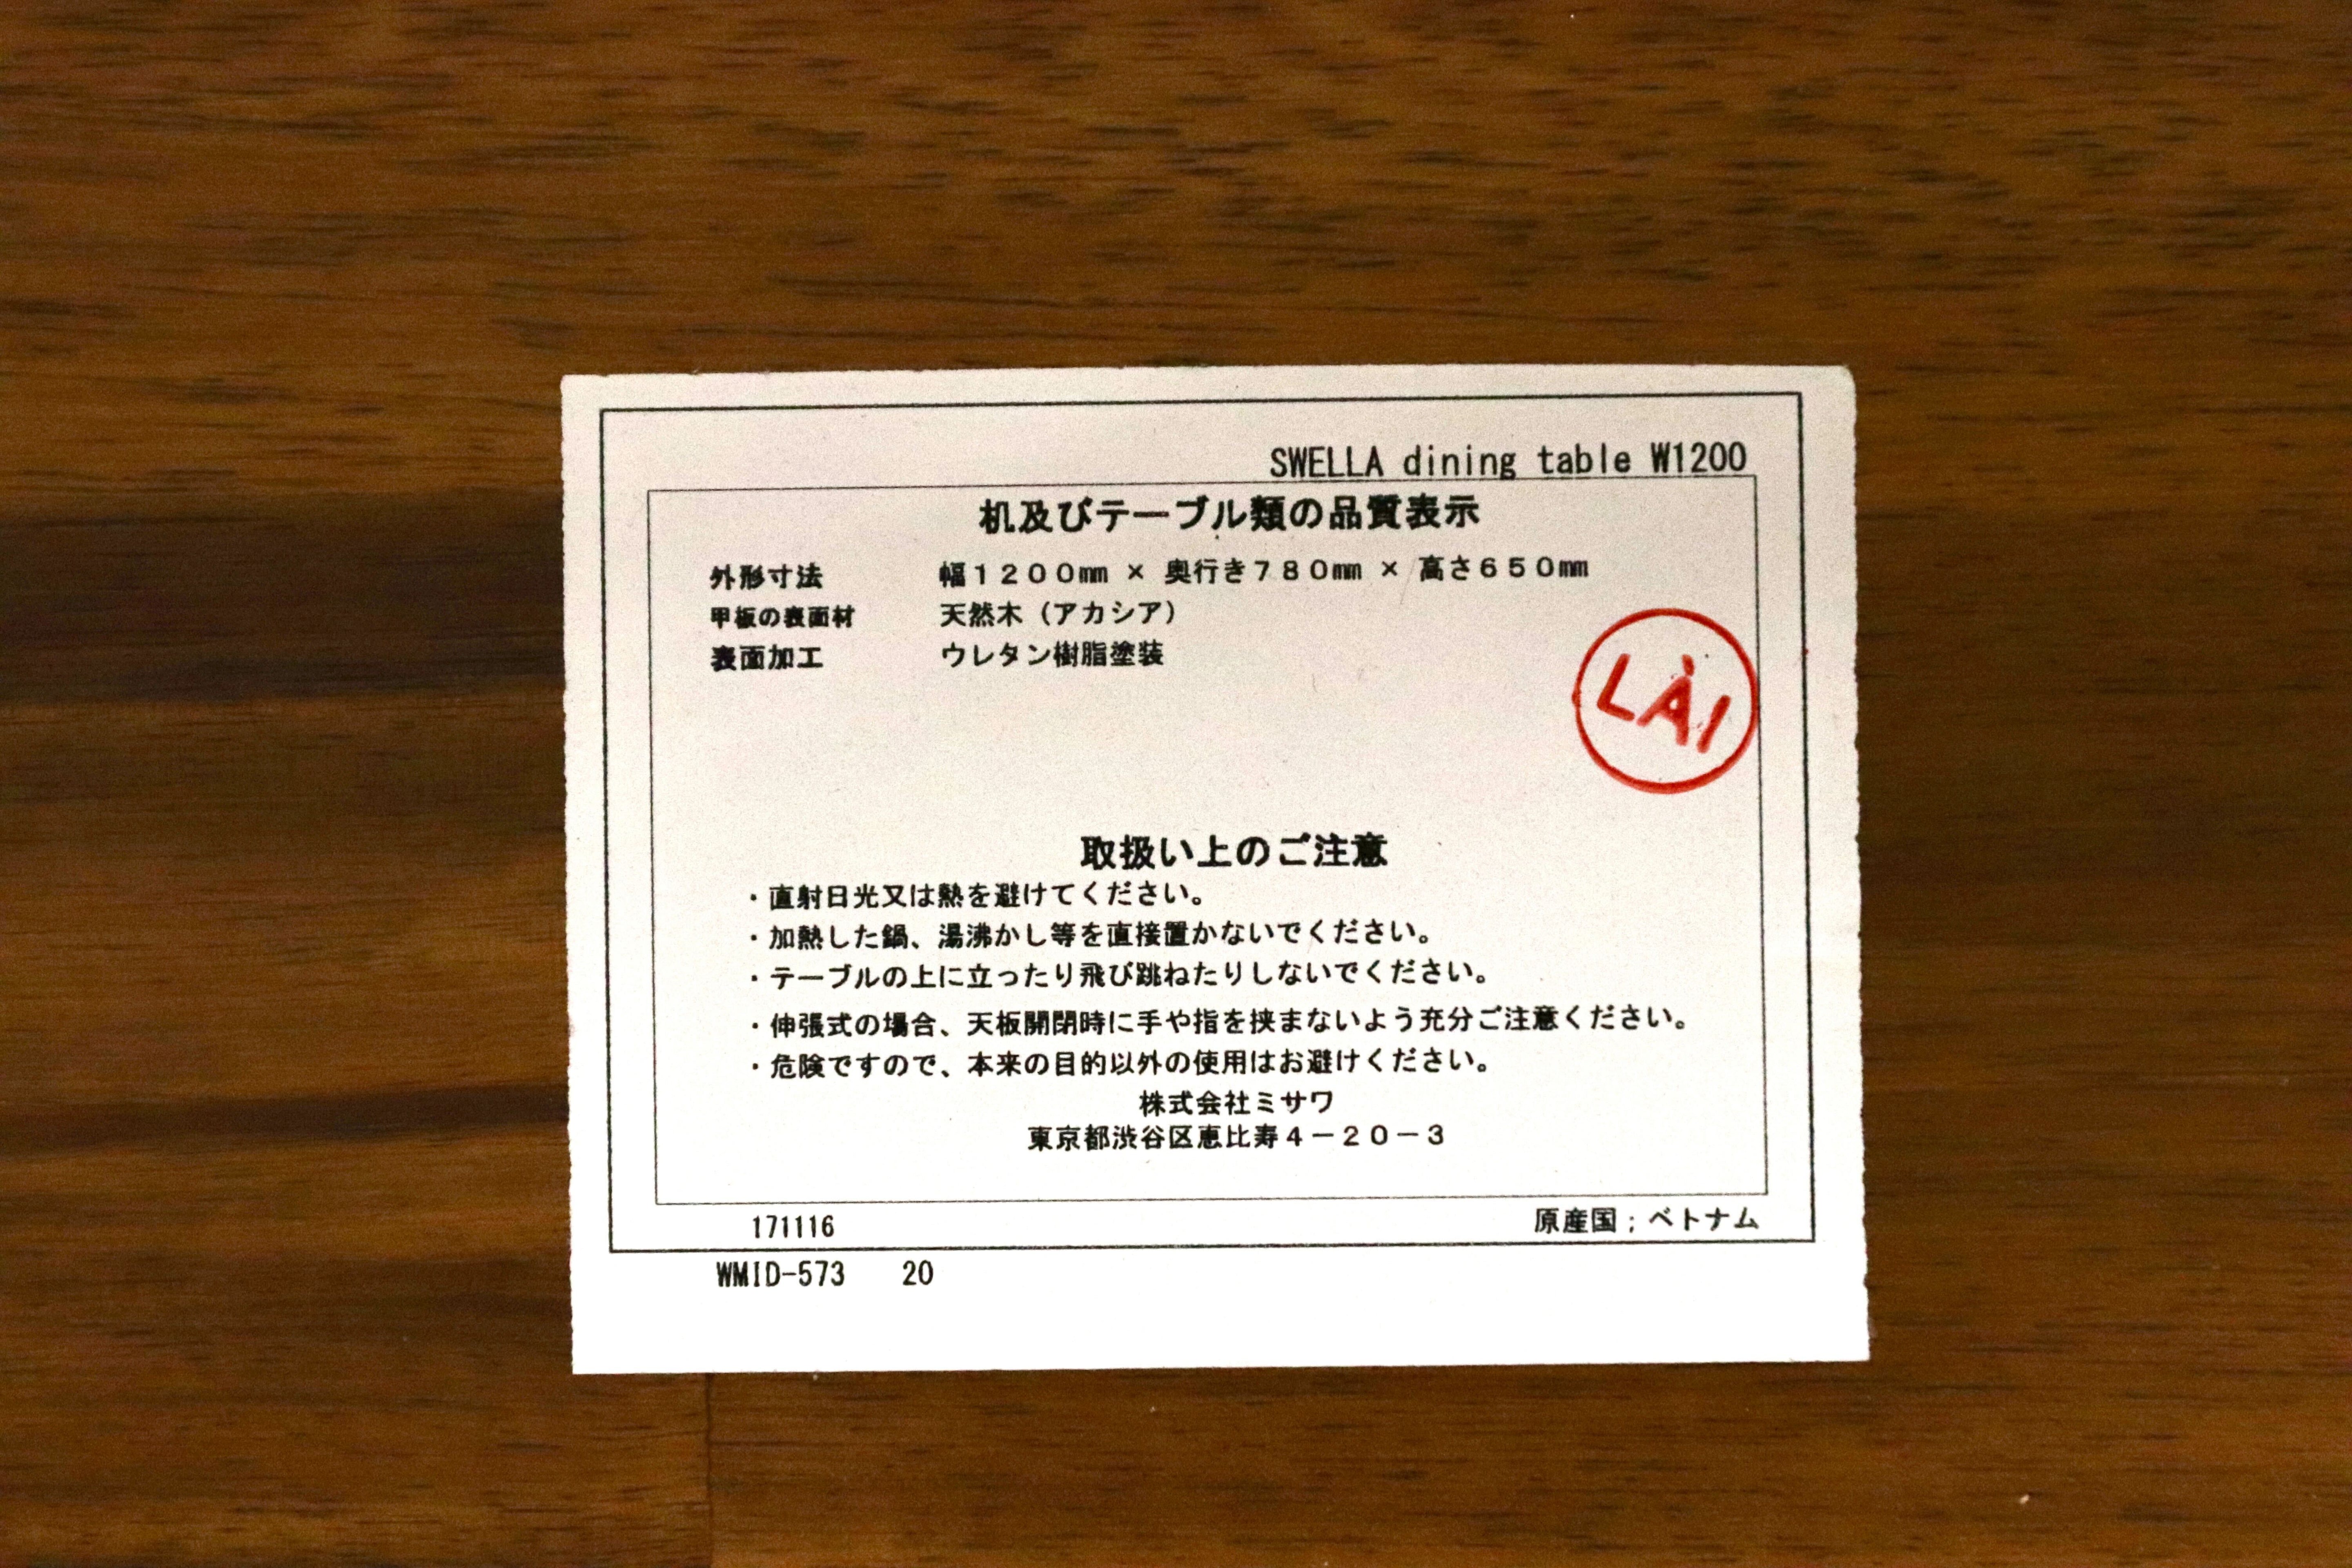 SWELLA dining table W1200
机及びテーブル類の品質表示
外形寸法 幅1200㎜ × 奥行き780㎜ × 高さ650㎜
甲板の表面材 天然木（アカシア）
表面加工 ウレタン樹脂塗装
LÀI
取扱い上のご注意
・直射日光又は熱を避けてください。
・加熱した鍋、湯沸かし等を直接置かないでください。
・テーブルの上に立ったり飛び跳ねたりしないでください。
・伸張式の場合、天板開閉時に手や指を挟まないよう充分ご注意ください。
・危険ですので、本来の目的以外の使用はお避けください。
株式会社ミサワ
東京都渋谷区恵比寿4－20－3
171116 原産国；ベトナム
WMID-573 20